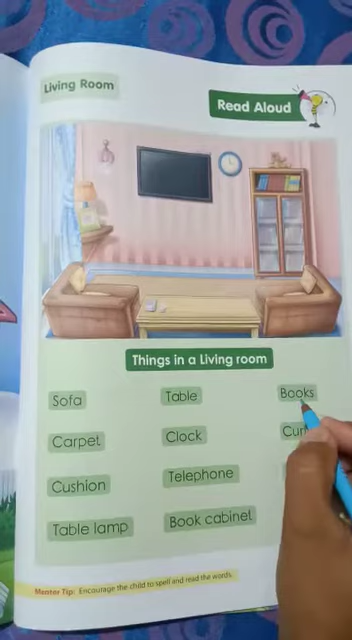 Living Room
Read Aloud
Things in a Living room
Sofa Table Books
Carpet Clock
Cushion Telephone
Table lamp Book cabinet
Mentor Tip: Encourage the child to spell and read the words.